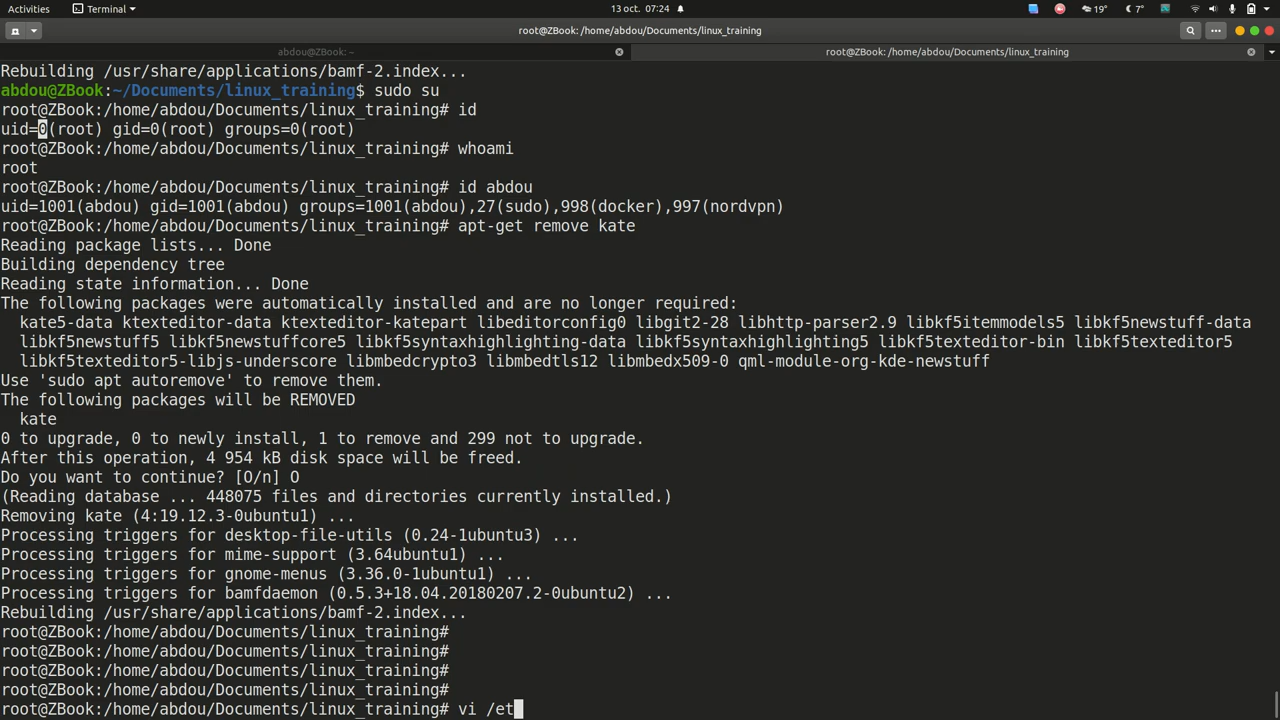 Activities Terminal 13 oct. 07:24 19° 7°
root@ZBook: /home/abdou/Documents/linux_training
abdou@ZBook: ~ root@ZBook: /home/abdou/Documents/linux_training
Rebuilding /usr/share/applications/bamf-2.index...
abdou@ZBook:~/Documents/linux_training$ sudo su
root@ZBook:/home/abdou/Documents/linux_training# id
uid=0(root) gid=0(root) groups=0(root)
root@ZBook:/home/abdou/Documents/linux_training# whoami
root
root@ZBook:/home/abdou/Documents/linux_training# id abdou
uid=1001(abdou) gid=1001(abdou) groups=1001(abdou),27(sudo),998(docker),997(nordvpn)
root@ZBook:/home/abdou/Documents/linux_training# apt-get remove kate
Reading package lists... Done
Building dependency tree
Reading state information... Done
The following packages were automatically installed and are no longer required:
kate5-data ktexteditor-data ktexteditor-katepart libeditorconfig0 libgit2-28 libhttp-parser2.9 libkf5itemmodels5 libkf5newstuff-data
libkf5newstuff5 libkf5newstuffcore5 libkf5syntaxhighlighting-data libkf5syntaxhighlighting5 libkf5texteditor-bin libkf5texteditor5
libkf5texteditor5-libjs-underscore libmbedcrypto3 libmbedtls12 libmbedx509-0 qml-module-org-kde-newstuff
Use 'sudo apt autoremove' to remove them.
The following packages will be REMOVED
kate
0 to upgrade, 0 to newly install, 1 to remove and 299 not to upgrade.
After this operation, 4 954 kB disk space will be freed.
Do you want to continue? [O/n] O
(Reading database ... 448075 files and directories currently installed.)
Removing kate (4:19.12.3-0ubuntu1) ...
Processing triggers for desktop-file-utils (0.24-1ubuntu3) ...
Processing triggers for mime-support (3.64ubuntu1) ...
Processing triggers for gnome-menus (3.36.0-1ubuntu1) ...
Processing triggers for bamfdaemon (0.5.3+18.04.20180207.2-0ubuntu2) ...
Rebuilding /usr/share/applications/bamf-2.index...
root@ZBook:/home/abdou/Documents/linux_training#
root@ZBook:/home/abdou/Documents/linux_training#
root@ZBook:/home/abdou/Documents/linux_training#
root@ZBook:/home/abdou/Documents/linux_training#
root@ZBook:/home/abdou/Documents/linux_training# vi /et